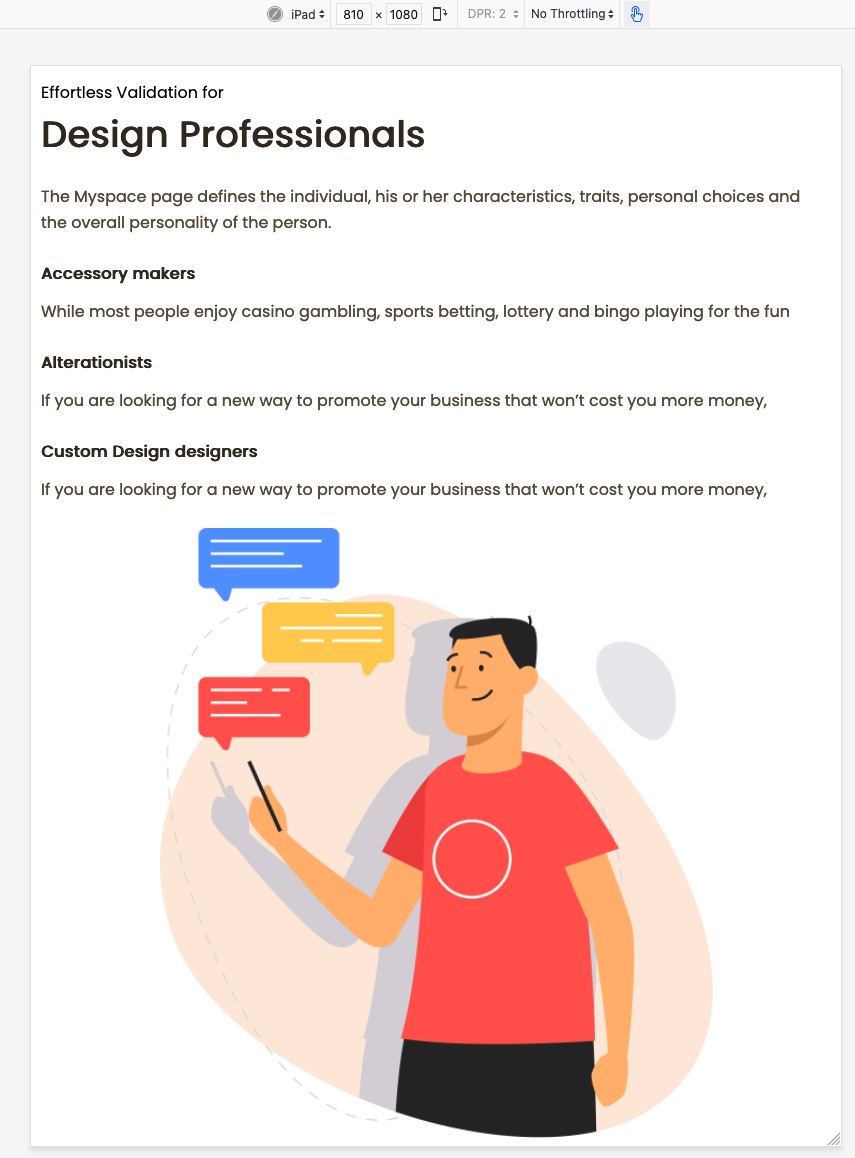 iPad 810 × 1080 DPR: 2 No Throttling
Effortless Validation for
Design Professionals
The Myspace page defines the individual, his or her characteristics, traits, personal choices and
the overall personality of the person.
Accessory makers
While most people enjoy casino gambling, sports betting, lottery and bingo playing for the fun
Alterationists
If you are looking for a new way to promote your business that won’t cost you more money,
Custom Design designers
If you are looking for a new way to promote your business that won’t cost you more money,